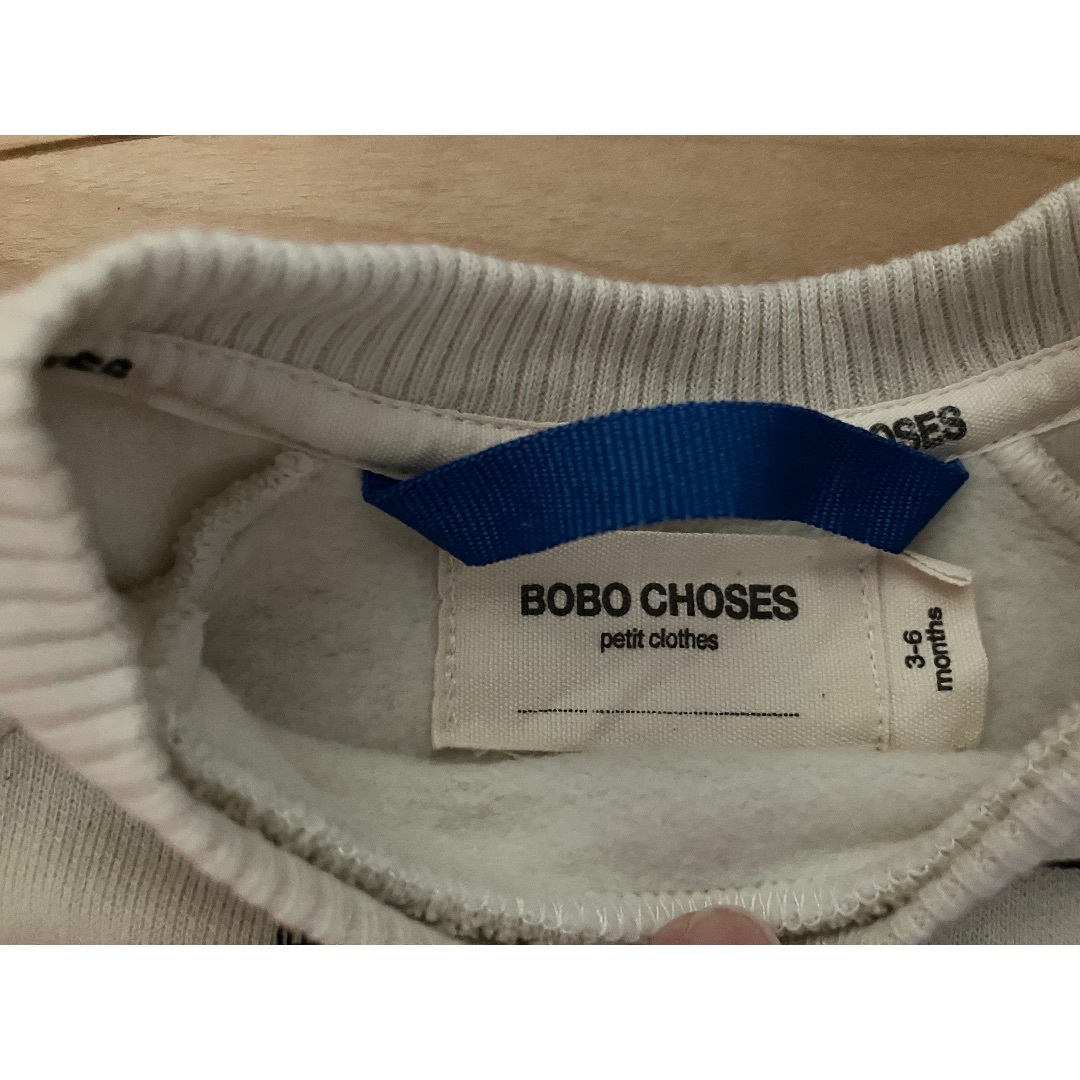 OSES
BOBO CHOSES
petit clothes
3-6
months